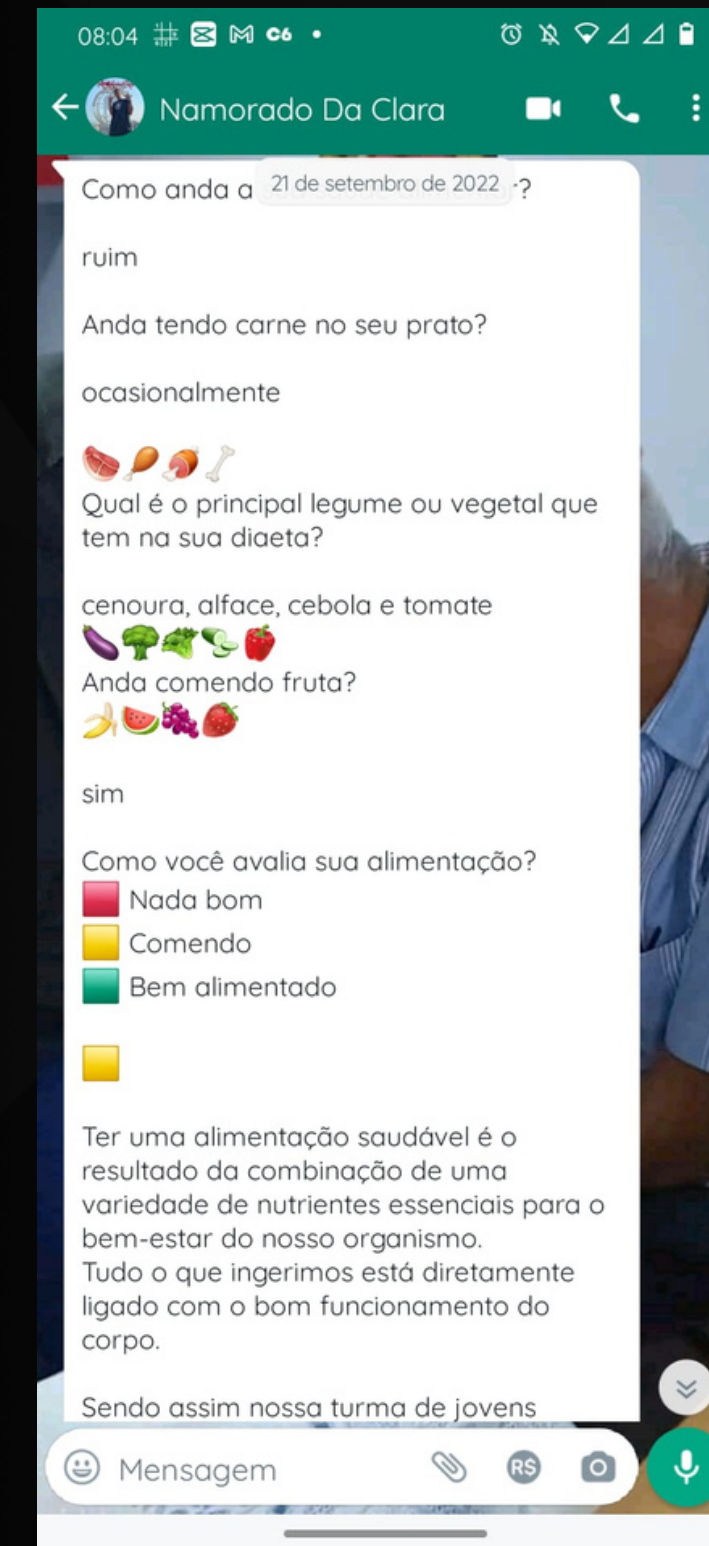 08:04 C6
Namorado Da Clara
21 de setembro de 2022
Como anda a r?
ruim
Anda tendo carne no seu prato?
ocasionalmente
Qual é o principal legume ou vegetal que
tem na sua diaeta?
cenoura, alface, cebola e tomate
Anda comendo fruta?
sim
Como você avalia sua alimentação?
Nada bom
Comendo
Bem alimentado
Ter uma alimentação saudável é o
resultado da combinação de uma
variedade de nutrientes essenciais para o
bem-estar do nosso organismo.
Tudo o que ingerimos está diretamente
ligado com o bom funcionamento do
corpo.
Sendo assim nossa turma de jovens
Mensagem R$